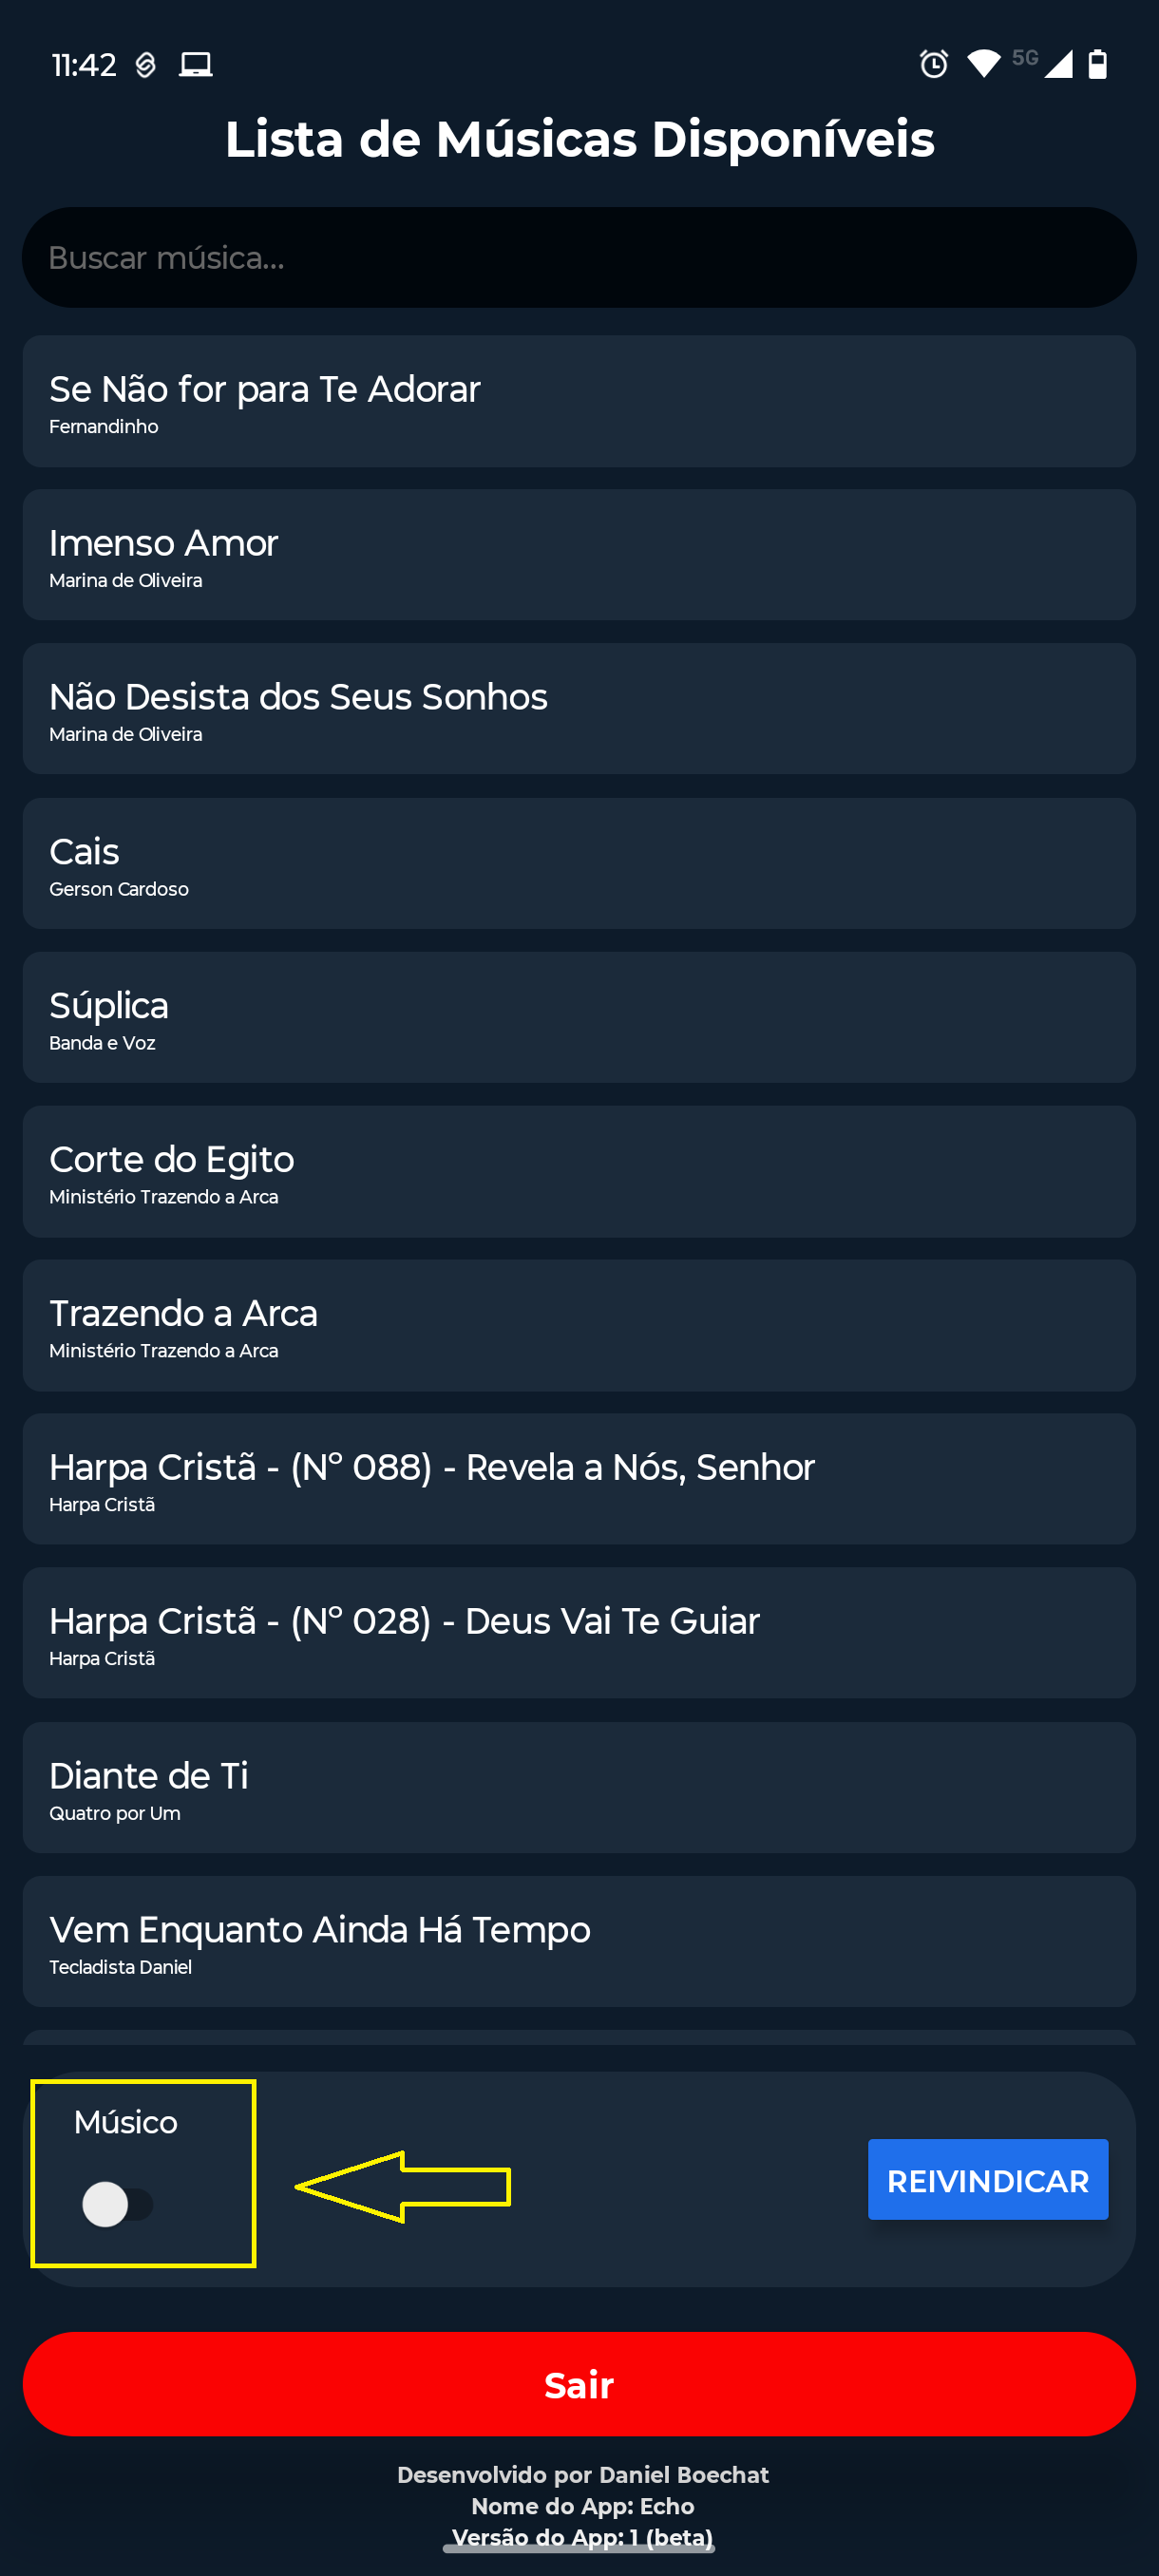 11:42
5G
Lista de Músicas Disponíveis
Buscar música...
Se Não for para Te Adorar
Fernandinho
Imenso Amor
Marina de Oliveira
Não Desista dos Seus Sonhos
Marina de Oliveira
Cais
Gerson Cardoso
Súplica
Banda e Voz
Corte do Egito
Ministério Trazendo a Arca
Trazendo a Arca
Ministério Trazendo a Arca
Harpa Cristã - (Nº 088) - Revela a Nós, Senhor
Harpa Cristã
Harpa Cristã - (Nº 028) - Deus Vai Te Guiar
Harpa Cristã
Diante de Ti
Quatro por Um
Vem Enquanto Ainda Há Tempo
Tecladista Daniel
Músico
REIVINDICAR
Sair
Desenvolvido por Daniel Boechat
Nome do App: Echo
Versão do App: 1 (beta)